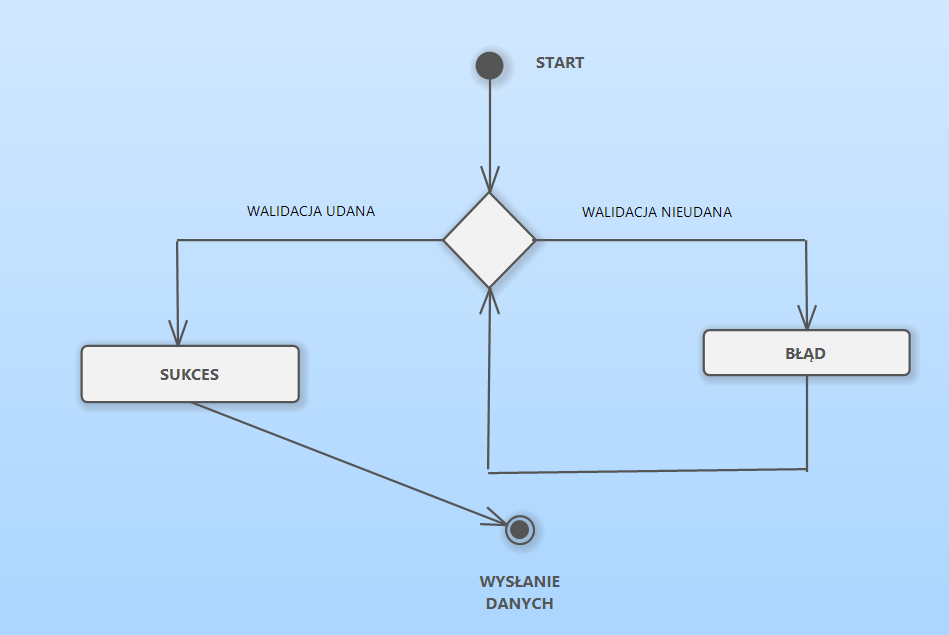 START
WALIDACJA UDANA
WALIDACJA NIEUDANA
BŁĄD
SUKCES
WYSŁANIE
DANYCH